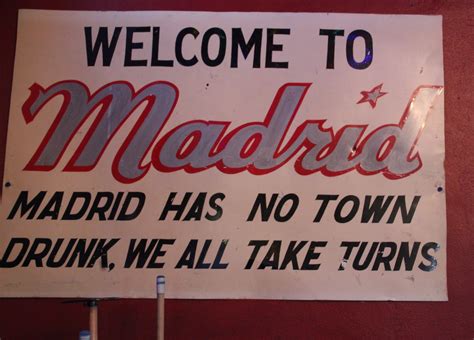 WELCOME TO
Madrid
MADRID HAS NO TOWN
DRUNK, WE ALL TAKE TURNS